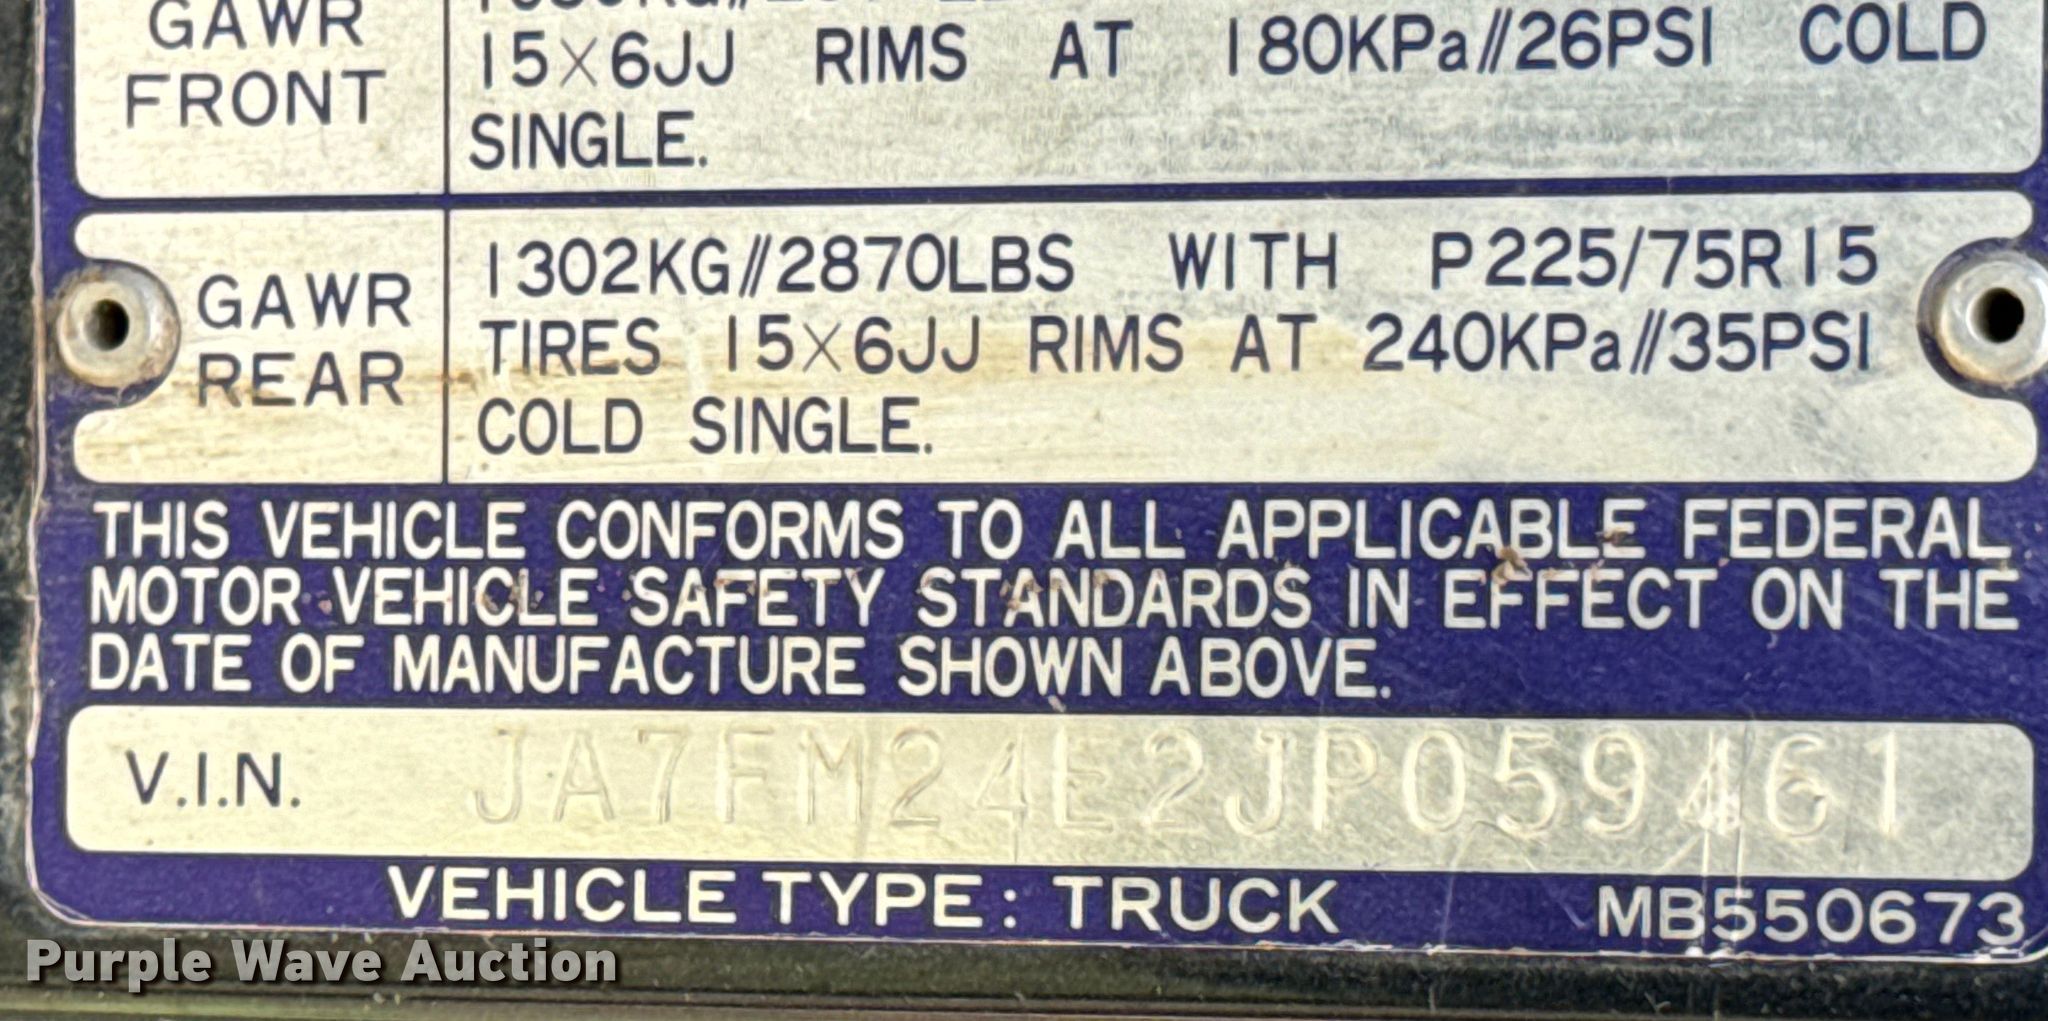 GAWR
FRONT
15×6JJ RIMS AT 180KPa//26PSI COLD
SINGLE.
GAWR
REAR
1302KG//2870LBS WITH P225/75R15
TIRES 15×6JJ RIMS AT 240KPa//35PSI
COLD SINGLE.
THIS VEHICLE CONFORMS TO ALL APPLICABLE FEDERAL
MOTOR VEHICLE SAFETY STANDARDS IN EFFECT ON THE
DATE OF MANUFACTURE SHOWN ABOVE.
V.I.N. JA7FM24E2JP059461
VEHICLE TYPE: TRUCK MB550673
Purple Wave Auction